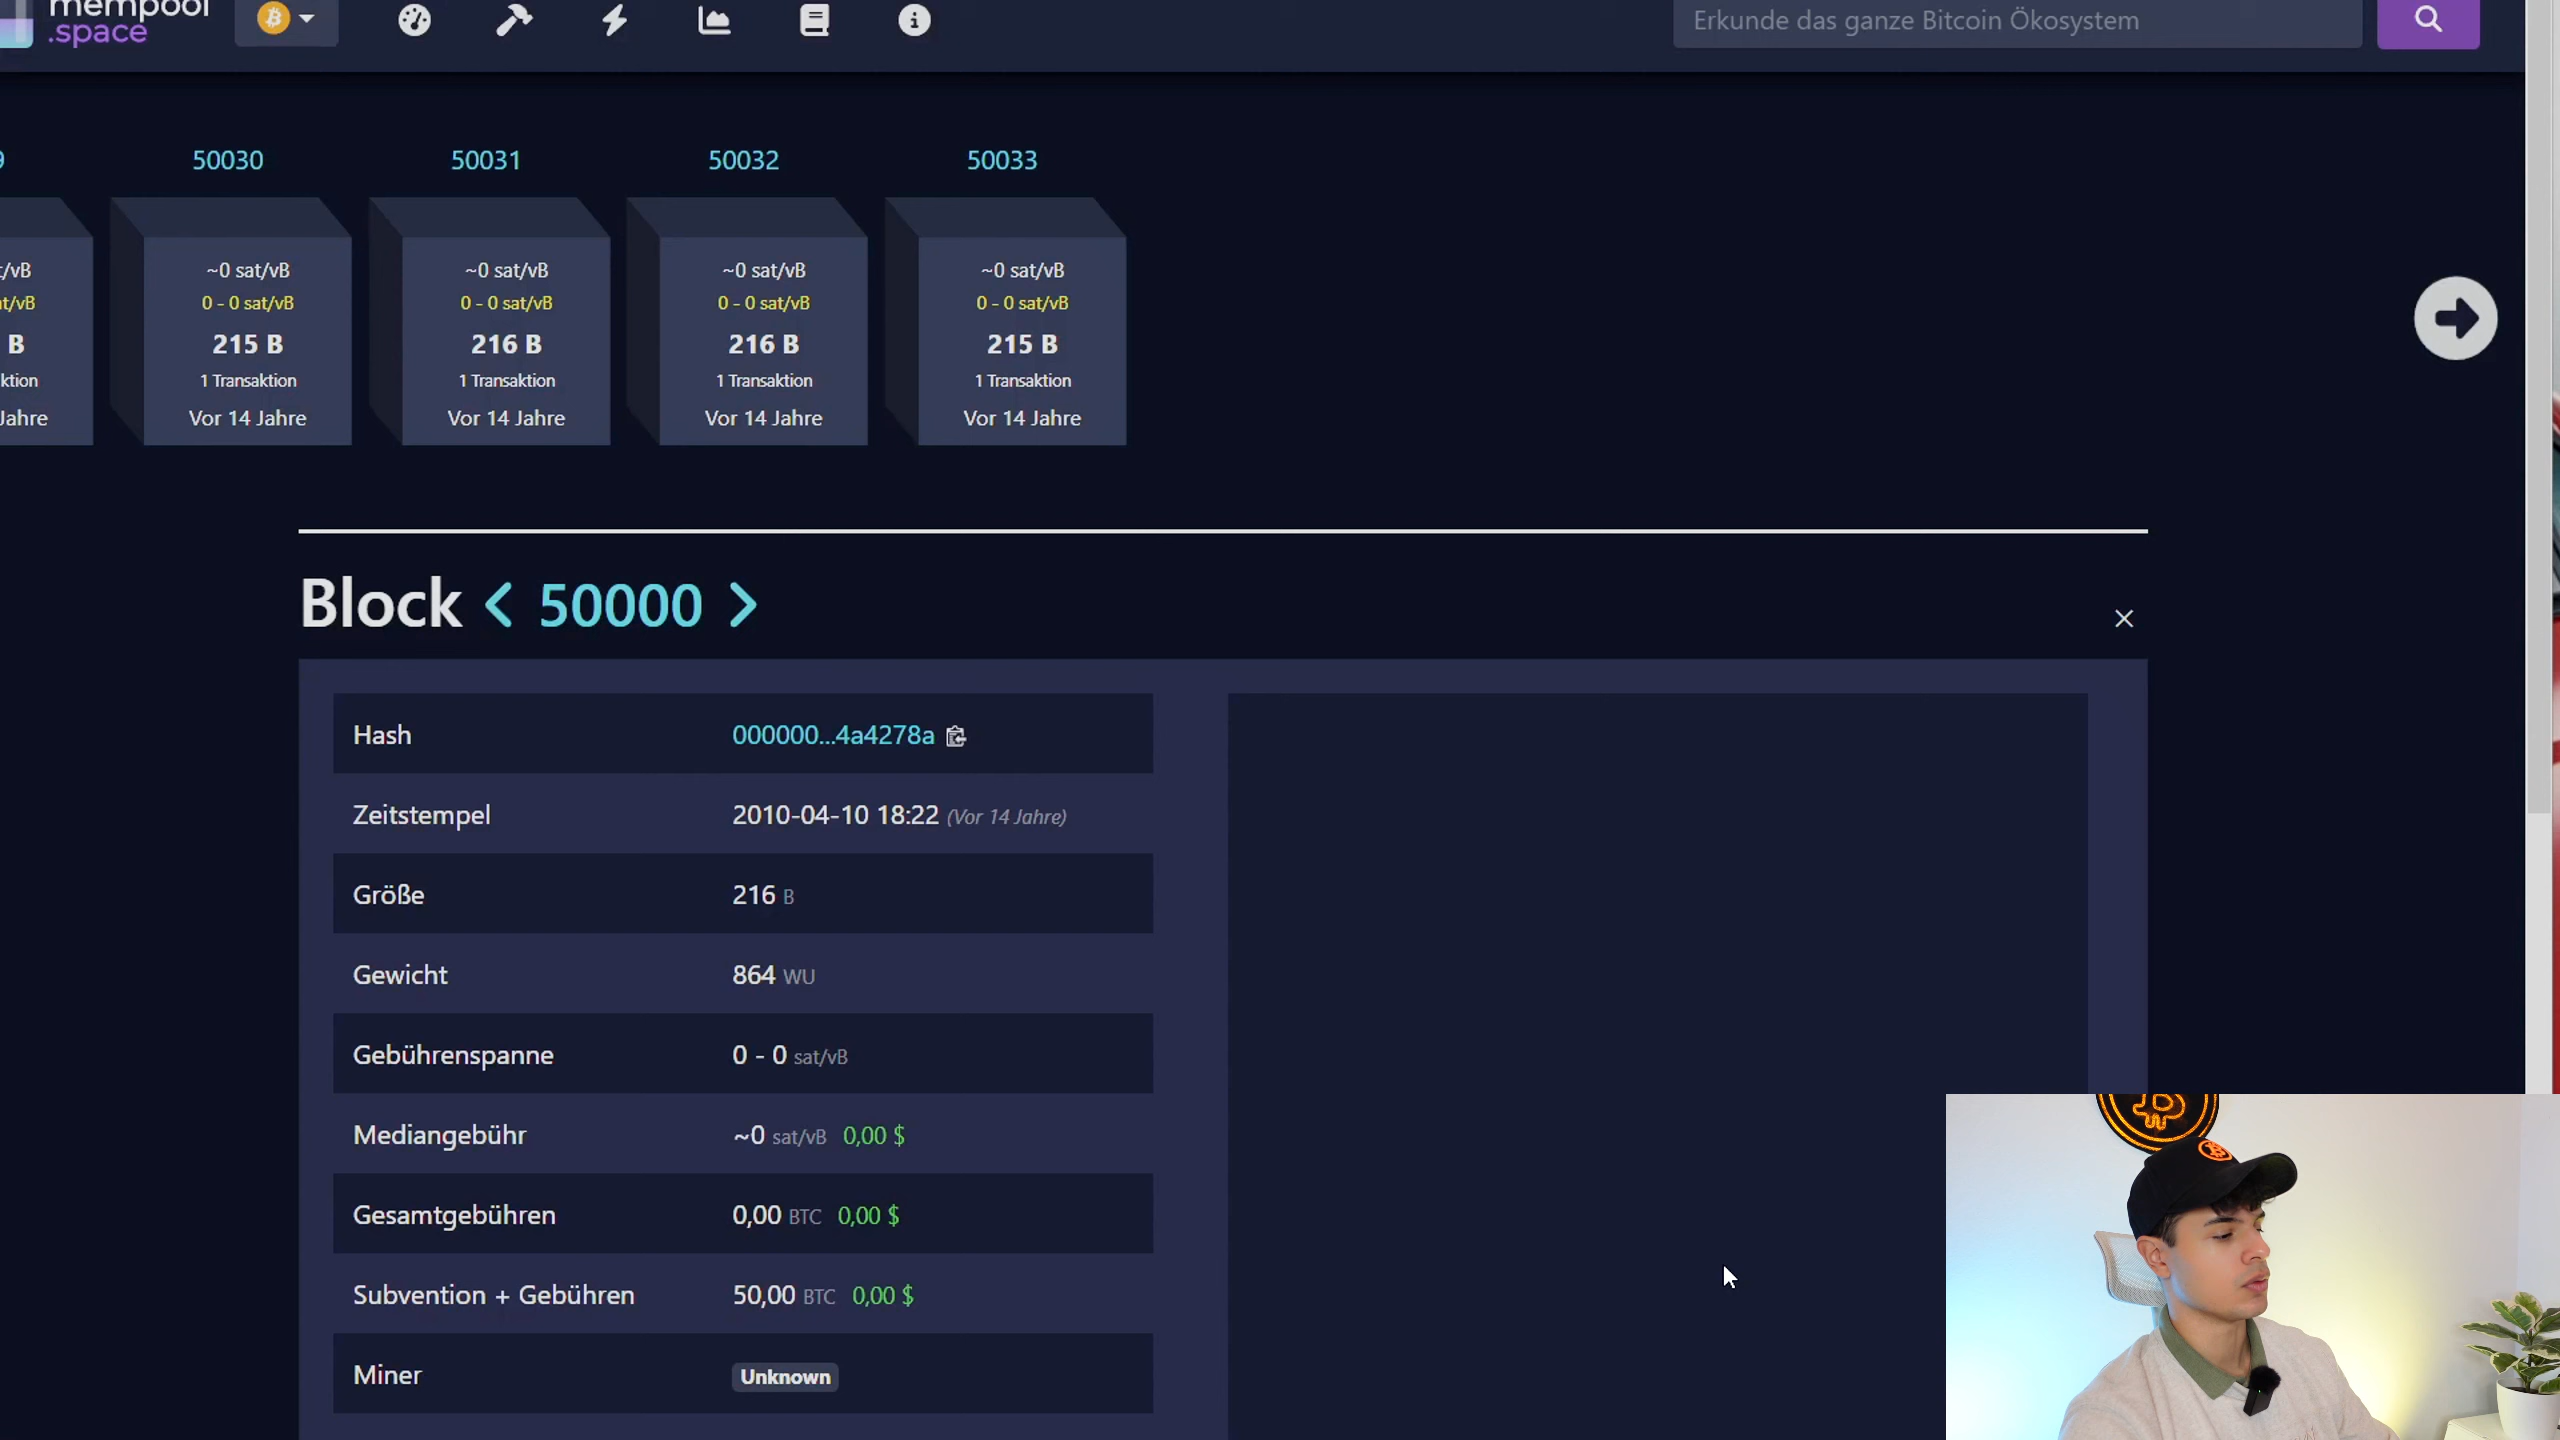 mempool
.space
Erkunde das ganze Bitcoin Ökosystem
50030
50031
50032
50033
/vB
t/vB
B
ktion
Jahre
~0 sat/vB
0 - 0 sat/vB
215 B
1 Transaktion
Vor 14 Jahre
~0 sat/vB
0 - 0 sat/vB
216 B
1 Transaktion
Vor 14 Jahre
~0 sat/vB
0 - 0 sat/vB
216 B
1 Transaktion
Vor 14 Jahre
~0 sat/vB
0 - 0 sat/vB
215 B
1 Transaktion
Vor 14 Jahre
Block < 50000 >
Hash 000000...4a4278a
Zeitstempel 2010-04-10 18:22 (Vor 14 Jahre)
Größe 216 B
Gewicht 864 WU
Gebührenspanne 0 - 0 sat/vB
Mediangebühr ~0 sat/vB 0,00 $
Gesamtgebühren 0,00 BTC 0,00 $
Subvention + Gebühren 50,00 BTC 0,00 $
Miner Unknown